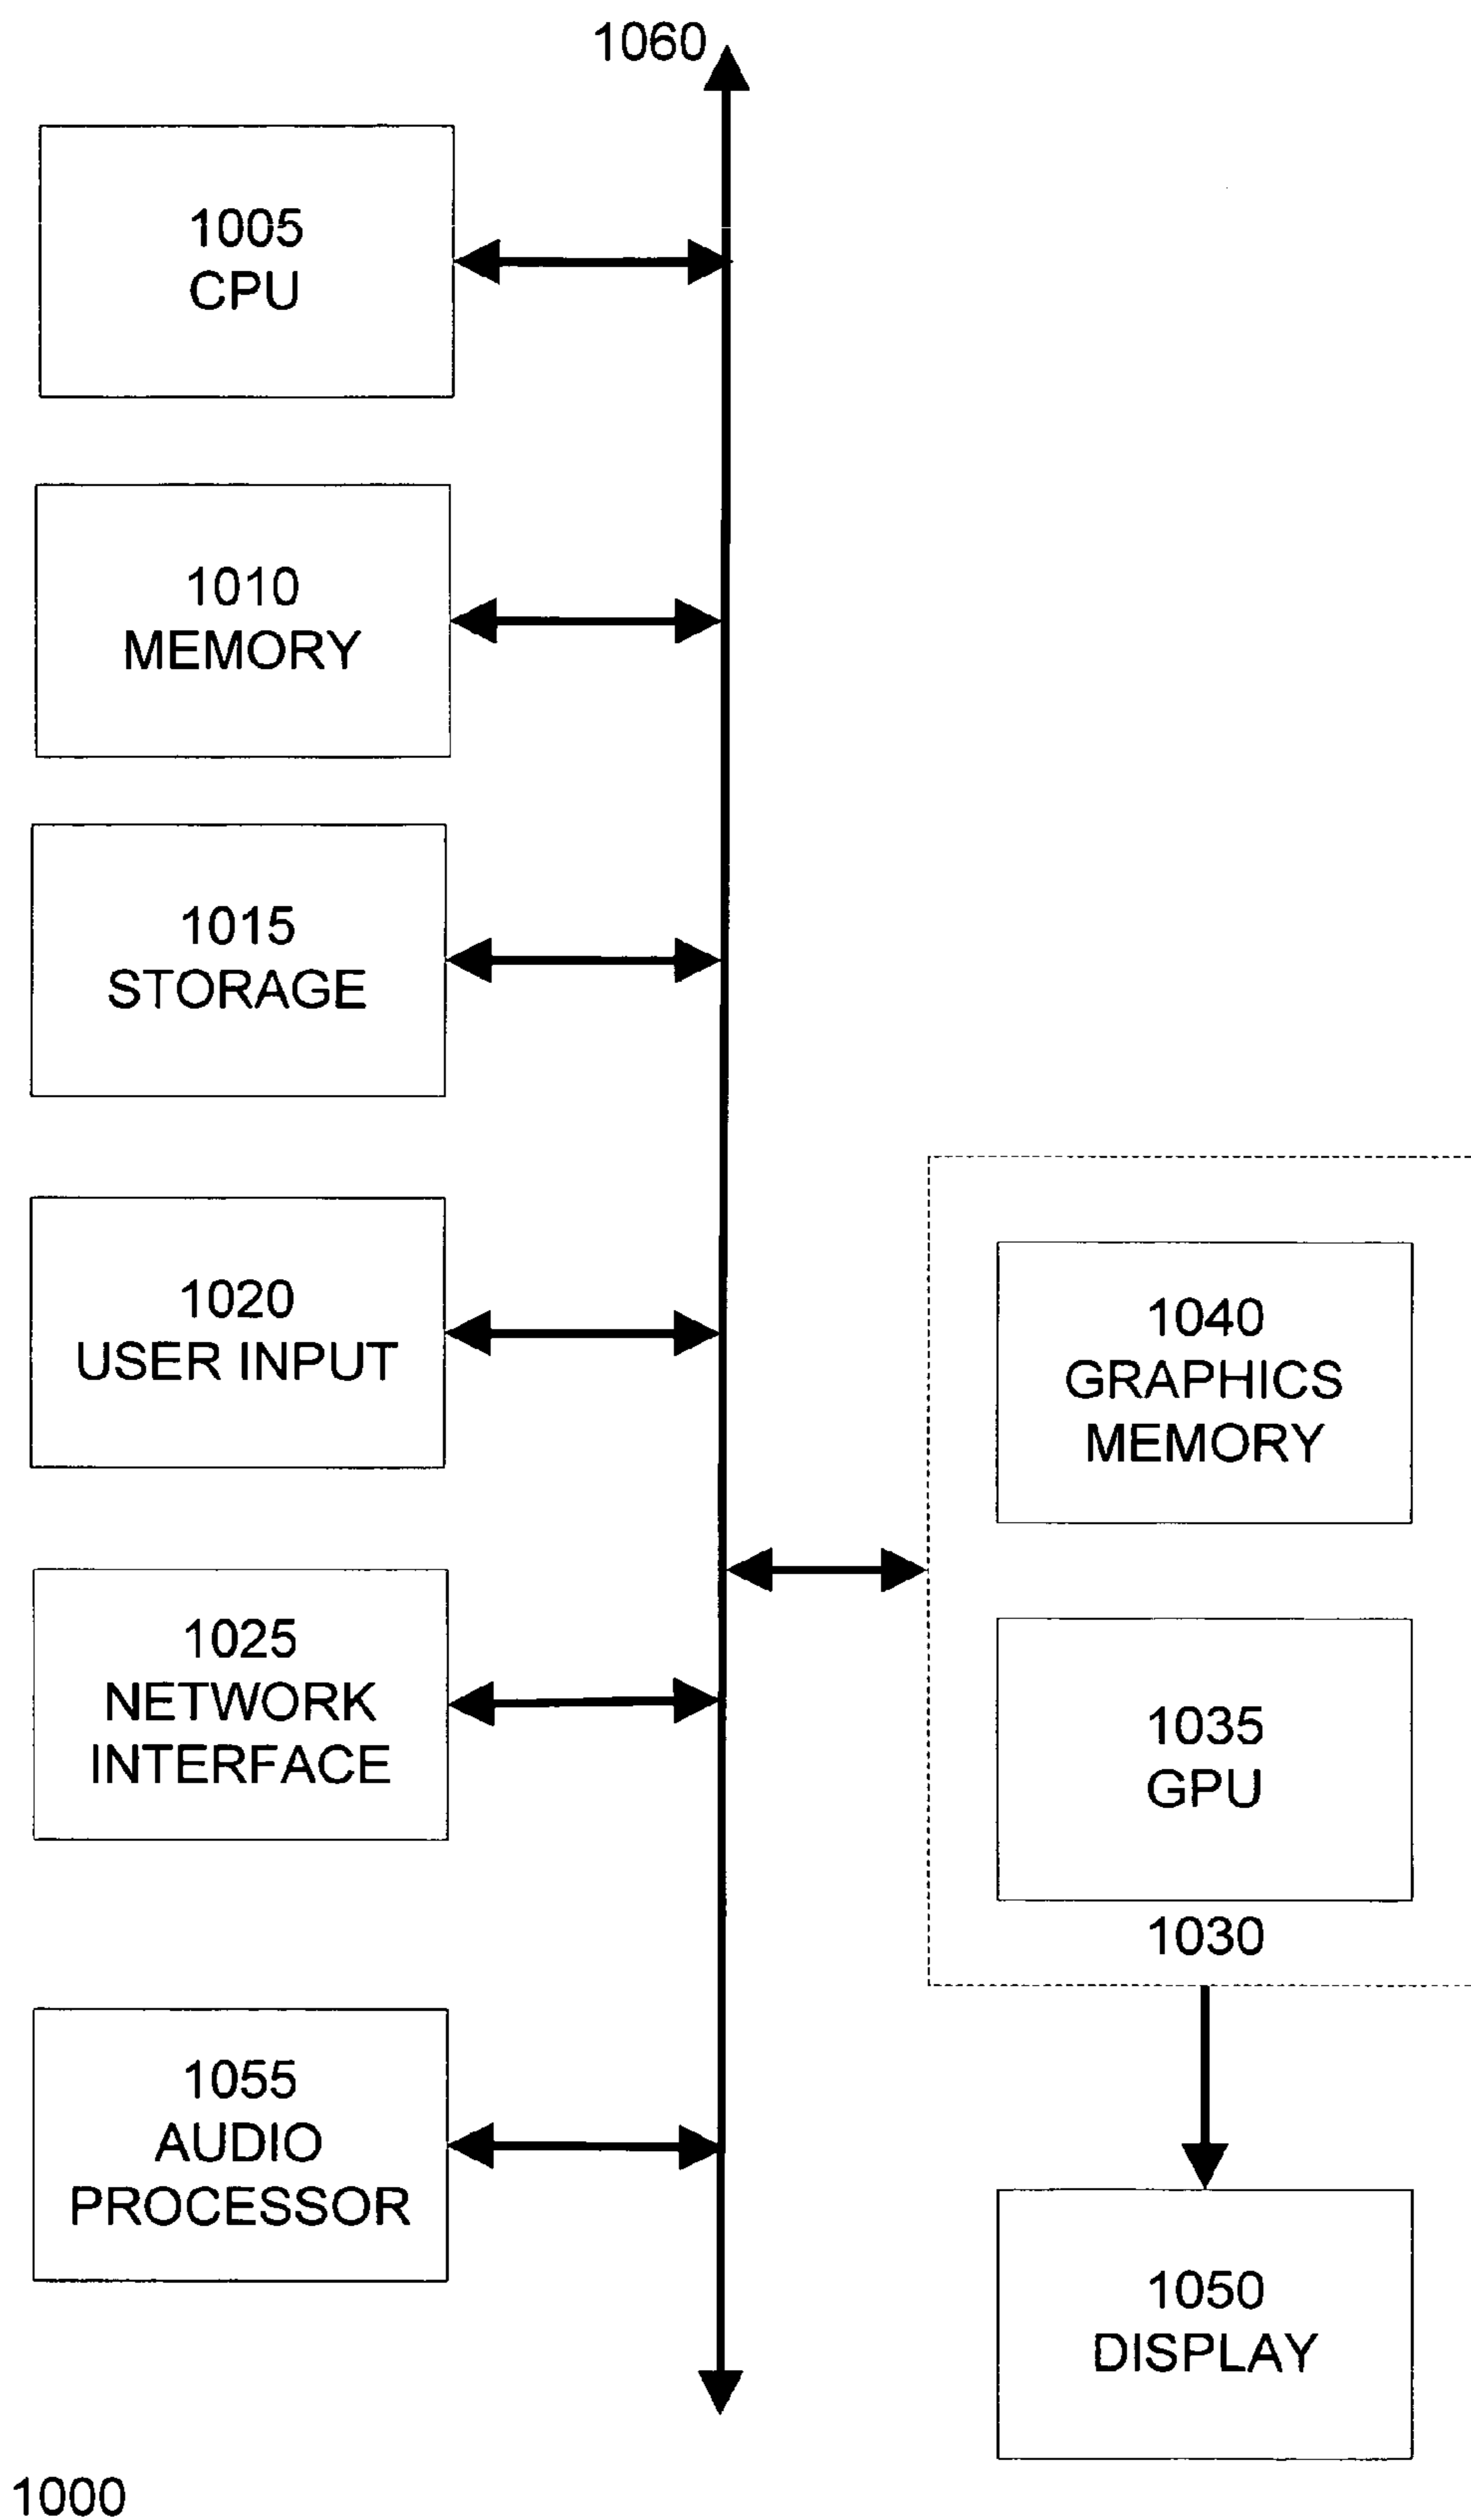 1060
1005
CPU
1010
MEMORY
1015
STORAGE
1020
USER INPUT
1025
NETWORK
INTERFACE
1055
AUDIO
PROCESSOR
1040
GRAPHICS
MEMORY
1035
GPU
1030
1050
DISPLAY
1000